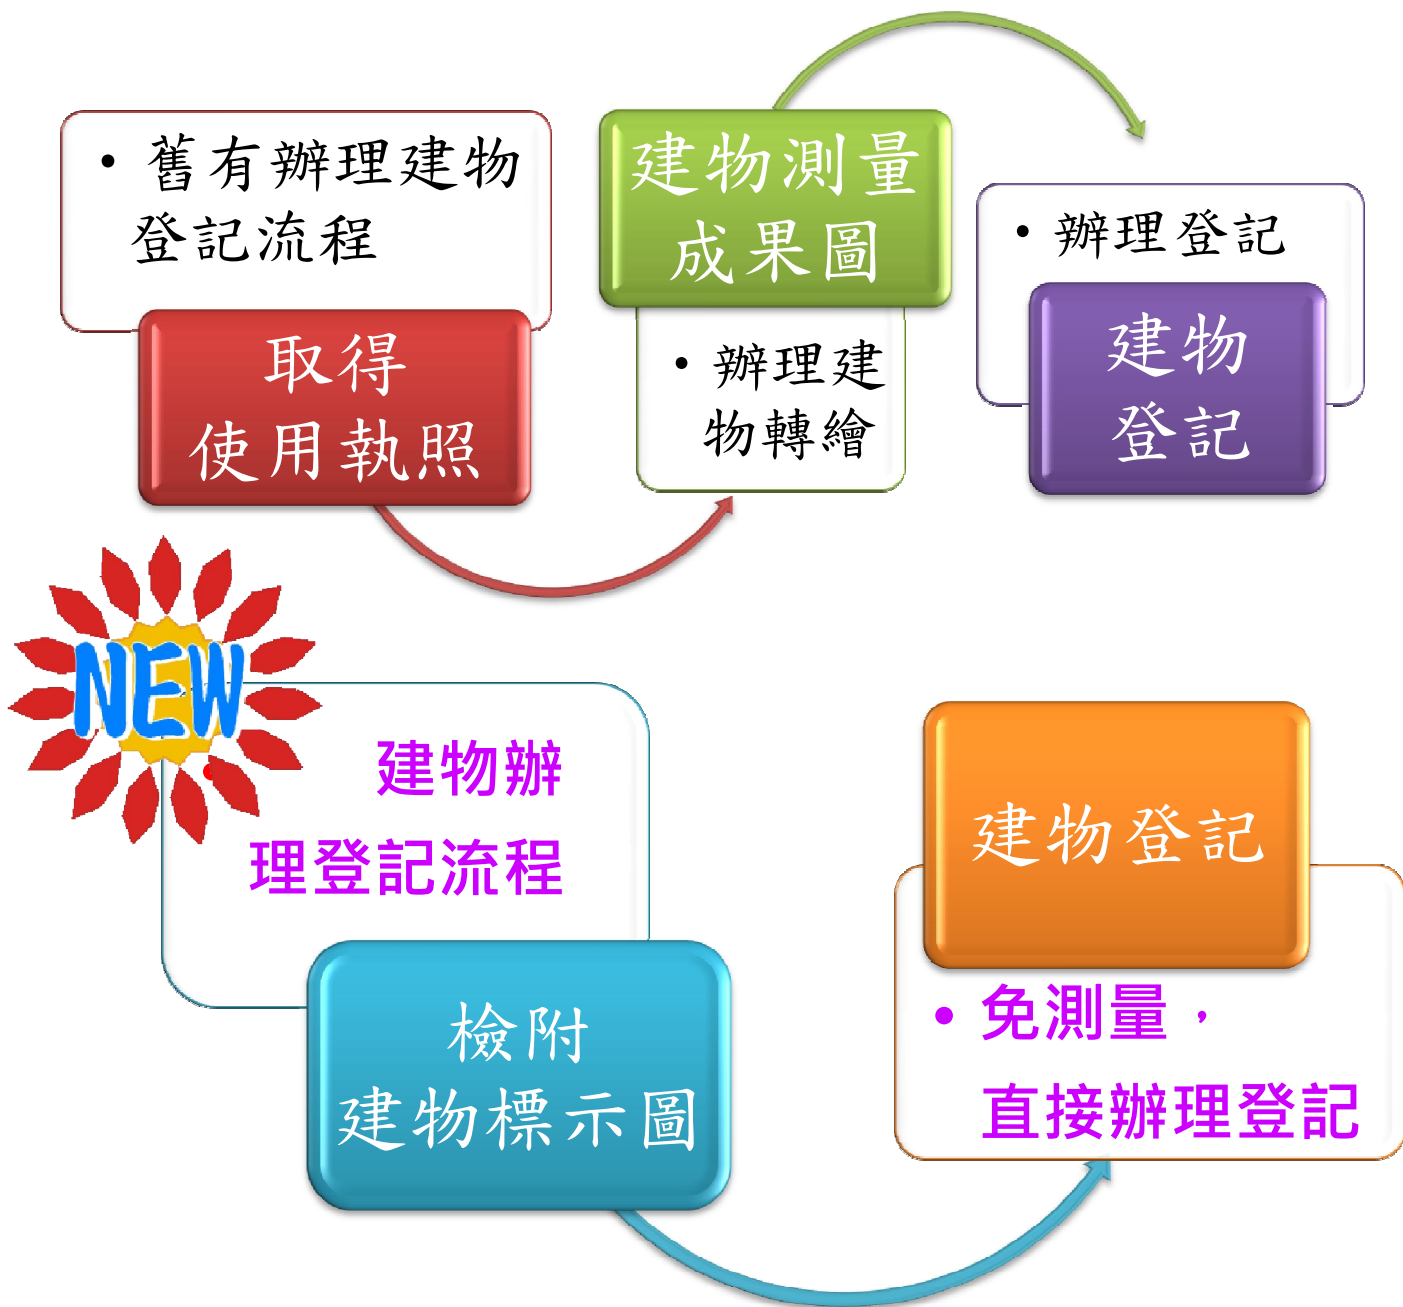 • 舊有辦理建物
登記流程
取得
使用執照
建物測量
成果圖
• 辦理建
物轉繪
• 辦理登記
建物
登記
NEW
• 建物辦
理登記流程
檢附
建物標示圖
建物登記
• 免測量，
直接辦理登記